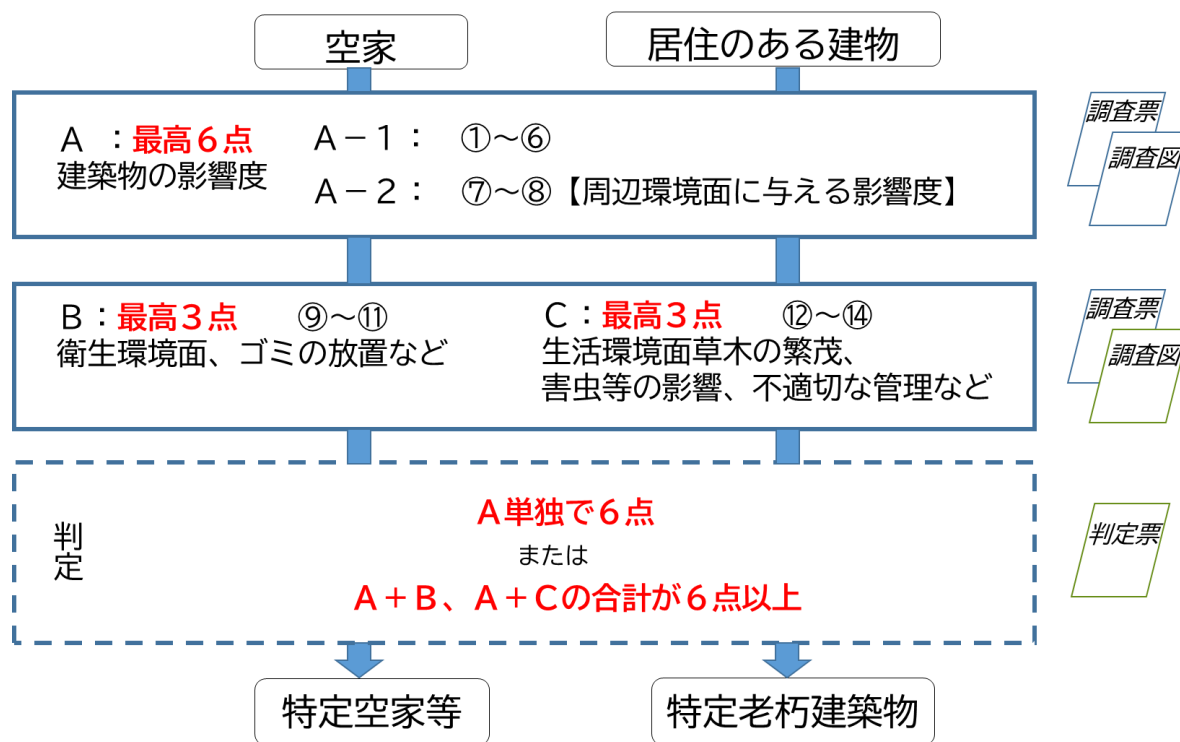 空家
居住のある建物
Ａ ：最高６点
建築物の影響度
Ａ－１： ①～⑥
Ａ－２： ⑦～⑧【周辺環境面に与える影響度】
調査票
調査図
Ｂ：最高３点 ⑨～⑪
衛生環境面、ゴミの放置など
Ｃ：最高３点 ⑫～⑭
生活環境面草木の繁茂、
害虫等の影響、不適切な管理など
調査票
調査図
判定
Ａ単独で６点
または
Ａ＋Ｂ、Ａ＋Ｃの合計が６点以上
判定票
特定空家等
特定老朽建築物